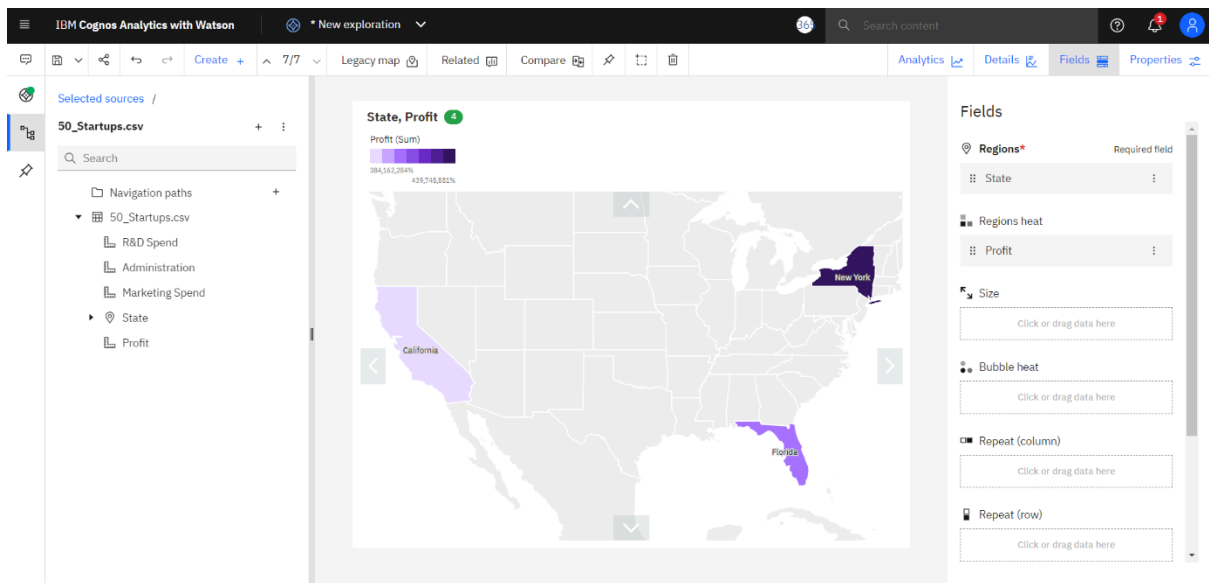 IBM Cognos Analytics with Watson
* New exploration
365
Search content
1
Create +
7/7
Legacy map
Related
Compare
Analytics
Details
Fields
Properties
Selected sources /
50_Startups.csv
Search
Navigation paths
50_Startups.csv
R&D Spend
Administration
Marketing Spend
State
Profit
State, Profit 4
Profit (Sum)
384,162,284%
439,748,881%
New York
California
Florida
Fields
Regions* Required field
State
Regions heat
Profit
Size
Click or drag data here
Bubble heat
Click or drag data here
Repeat (column)
Click or drag data here
Repeat (row)
Click or drag data here